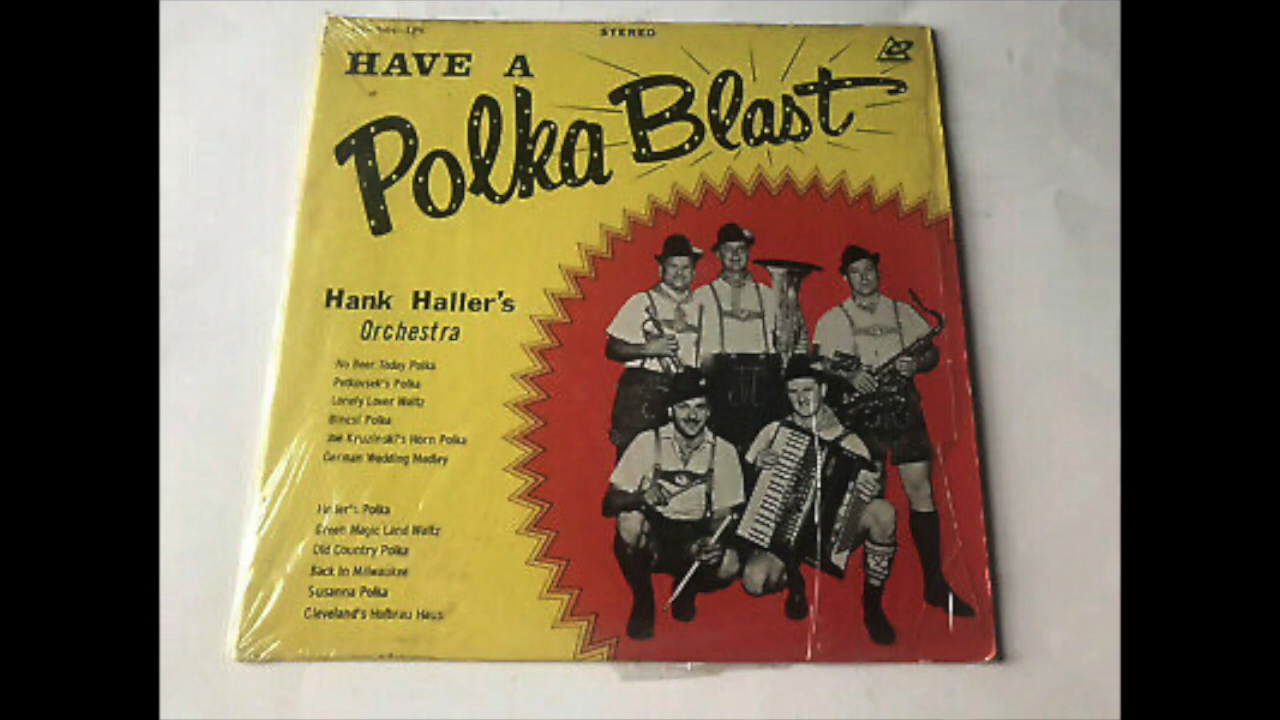 STEREO
HAVE A
Polka Blast
Hank Haller's
Orchestra
No Beer Today Polka
Petkovsek's Polka
Lonely Lover Waltz
Polka
Joe Kruzinski's Horn Polka
German Wedding Medley
Haller's Polka
Green Magic Land Waltz
Old Country Polka
Back In Milwaukee
Susanna Polka
Cleveland's Hofbrau Haus